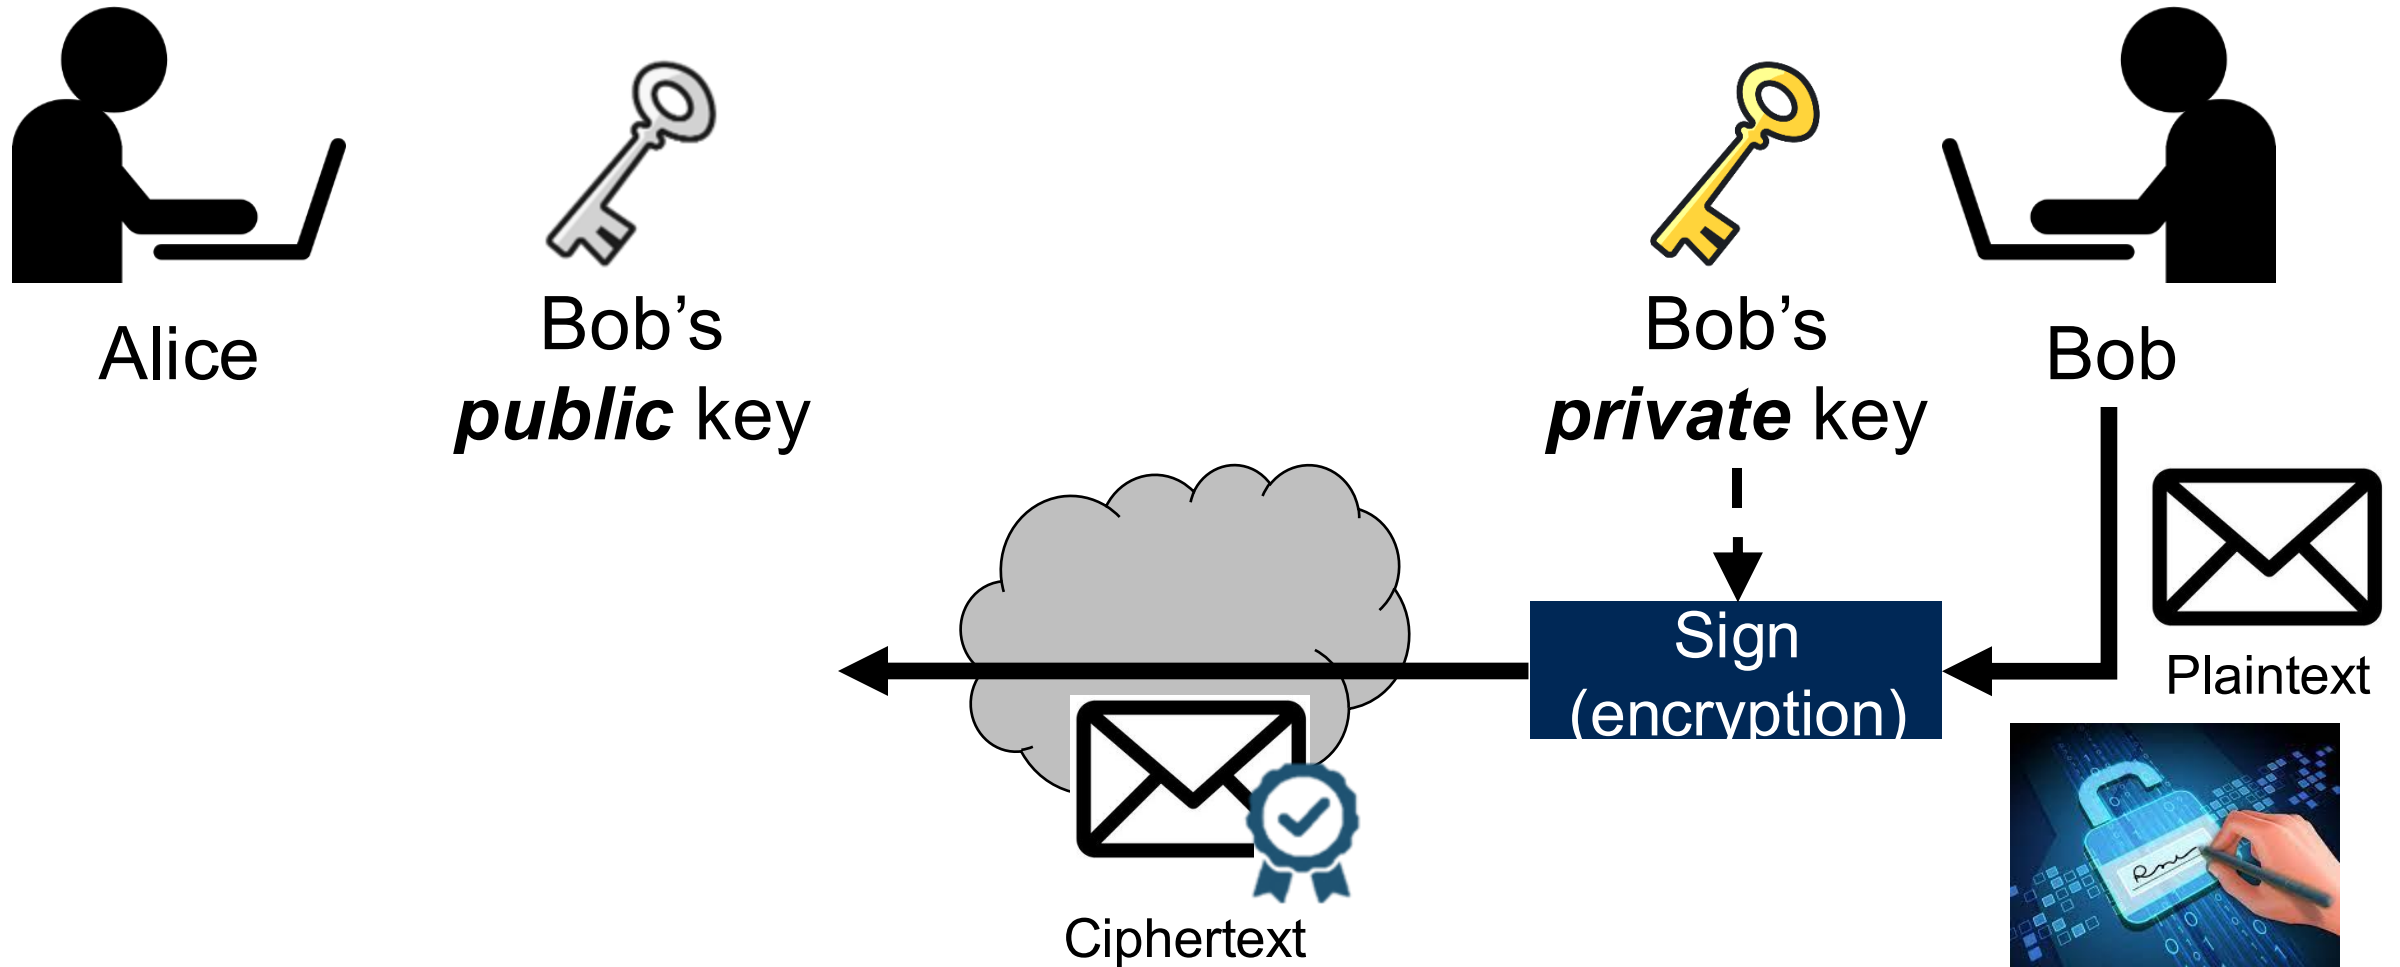 Alice
Bob’s
public key
Bob’s
private key
Bob
Sign
(encryption)
Plaintext
Ciphertext